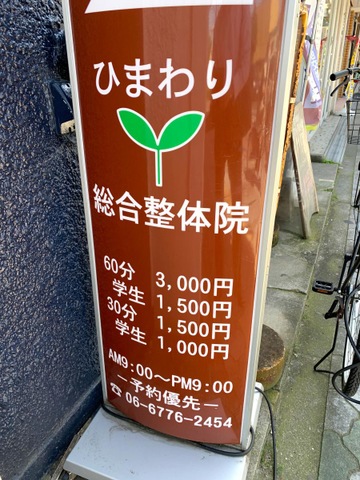 ひまわり
総合整体院
60分 3,000円
学生 1,500円
30分 1,500円
学生 1,000円
AM9:00〜PM9:00
ー予約優先ー
☎06-6776-2454